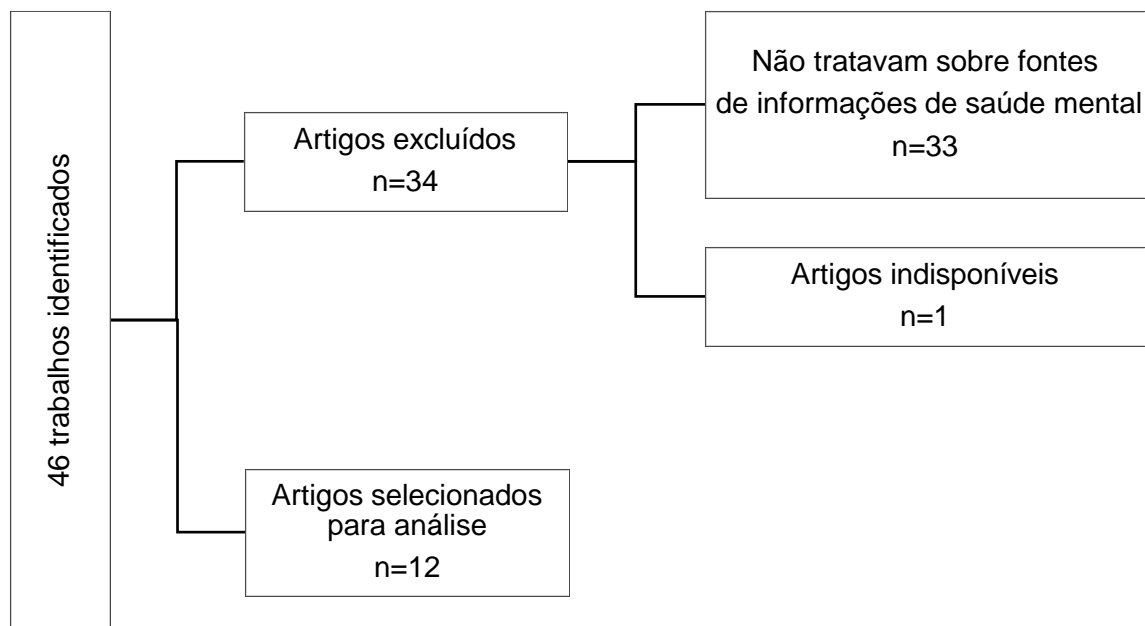 46 trabalhos identificados
Artigos excluídos
n=34
Não tratavam sobre fontes
de informações de saúde mental
n=33
Artigos indisponíveis
n=1
Artigos selecionados
para análise
n=12